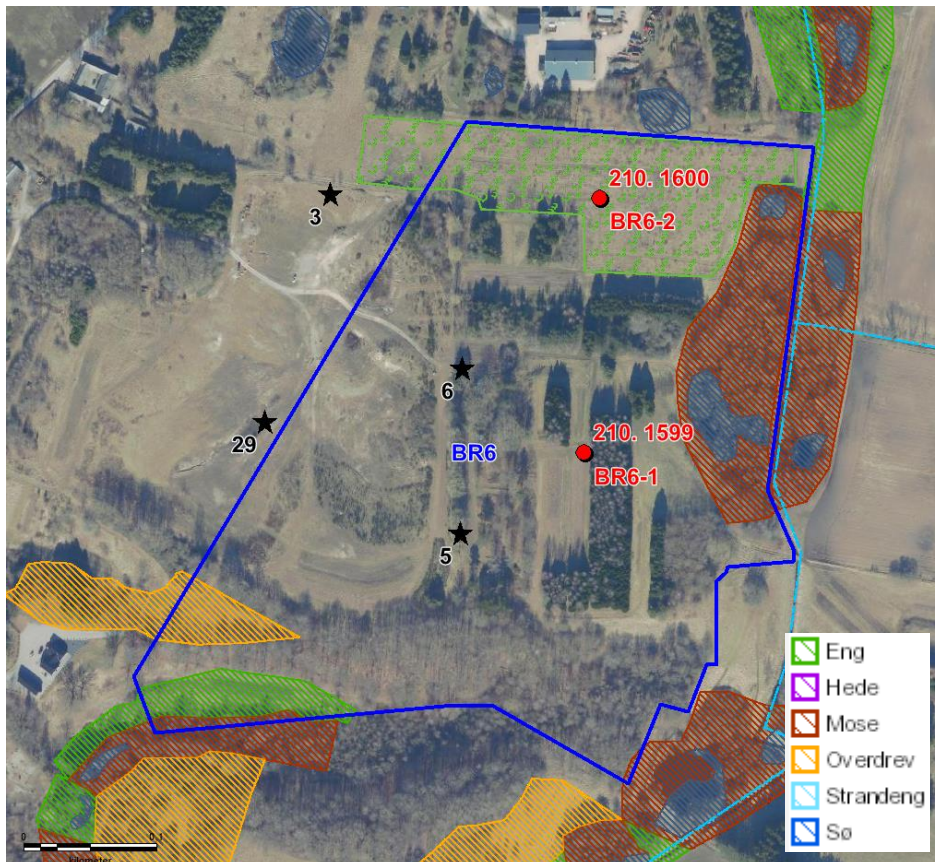 210. 1600
BR6-2
3
6
29
BR6
210. 1599
BR6-1
5
Eng
Hede
Mose
Overdrev
Strandeng
Sø
0 0.1
kilometer